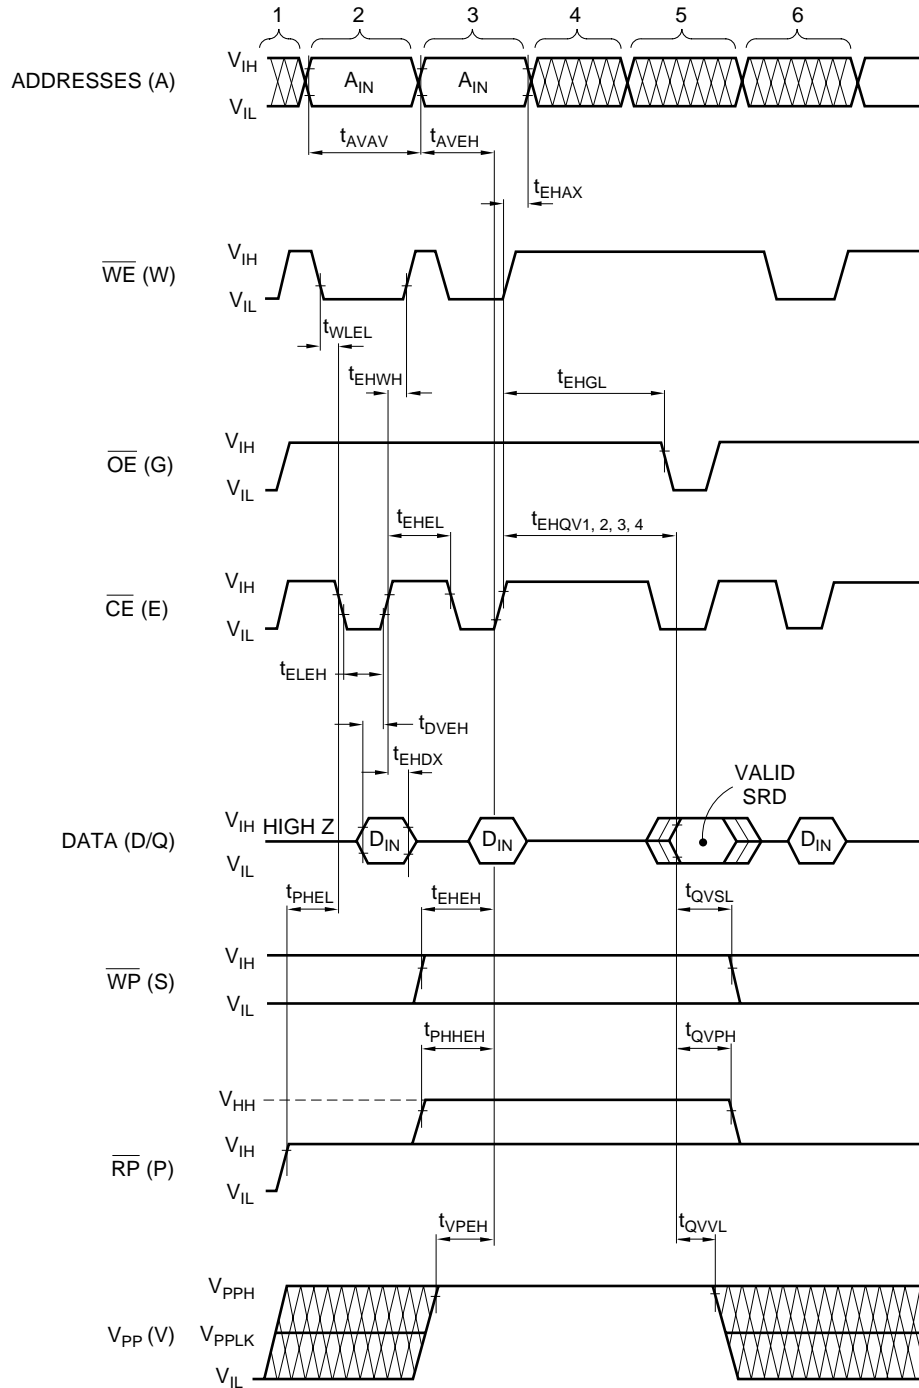 1 2 3 4 5 6
ADDRESSES (A)
VIH
VIL
AIN AIN
tAVAV tAVEH
tEHAX
WE (W)
VIH
VIL
tWLEL
tEHWH
tEHGL
OE (G)
VIH
VIL
tEHEL
tEHQV1, 2, 3, 4
CE (E)
VIH
VIL
tELEH
tDVEH
tEHDX
VALID
SRD
DATA (D/Q)
VIH
HIGH Z
VIL
DIN DIN DIN
tPHEL tEHEH tQVSL
WP (S)
VIH
VIL
tPHHEH tQVPH
VHH
RP (P)
VIH
VIL
tVPEH tQVVL
VPPH
VPP (V)
VPPLK
VIL